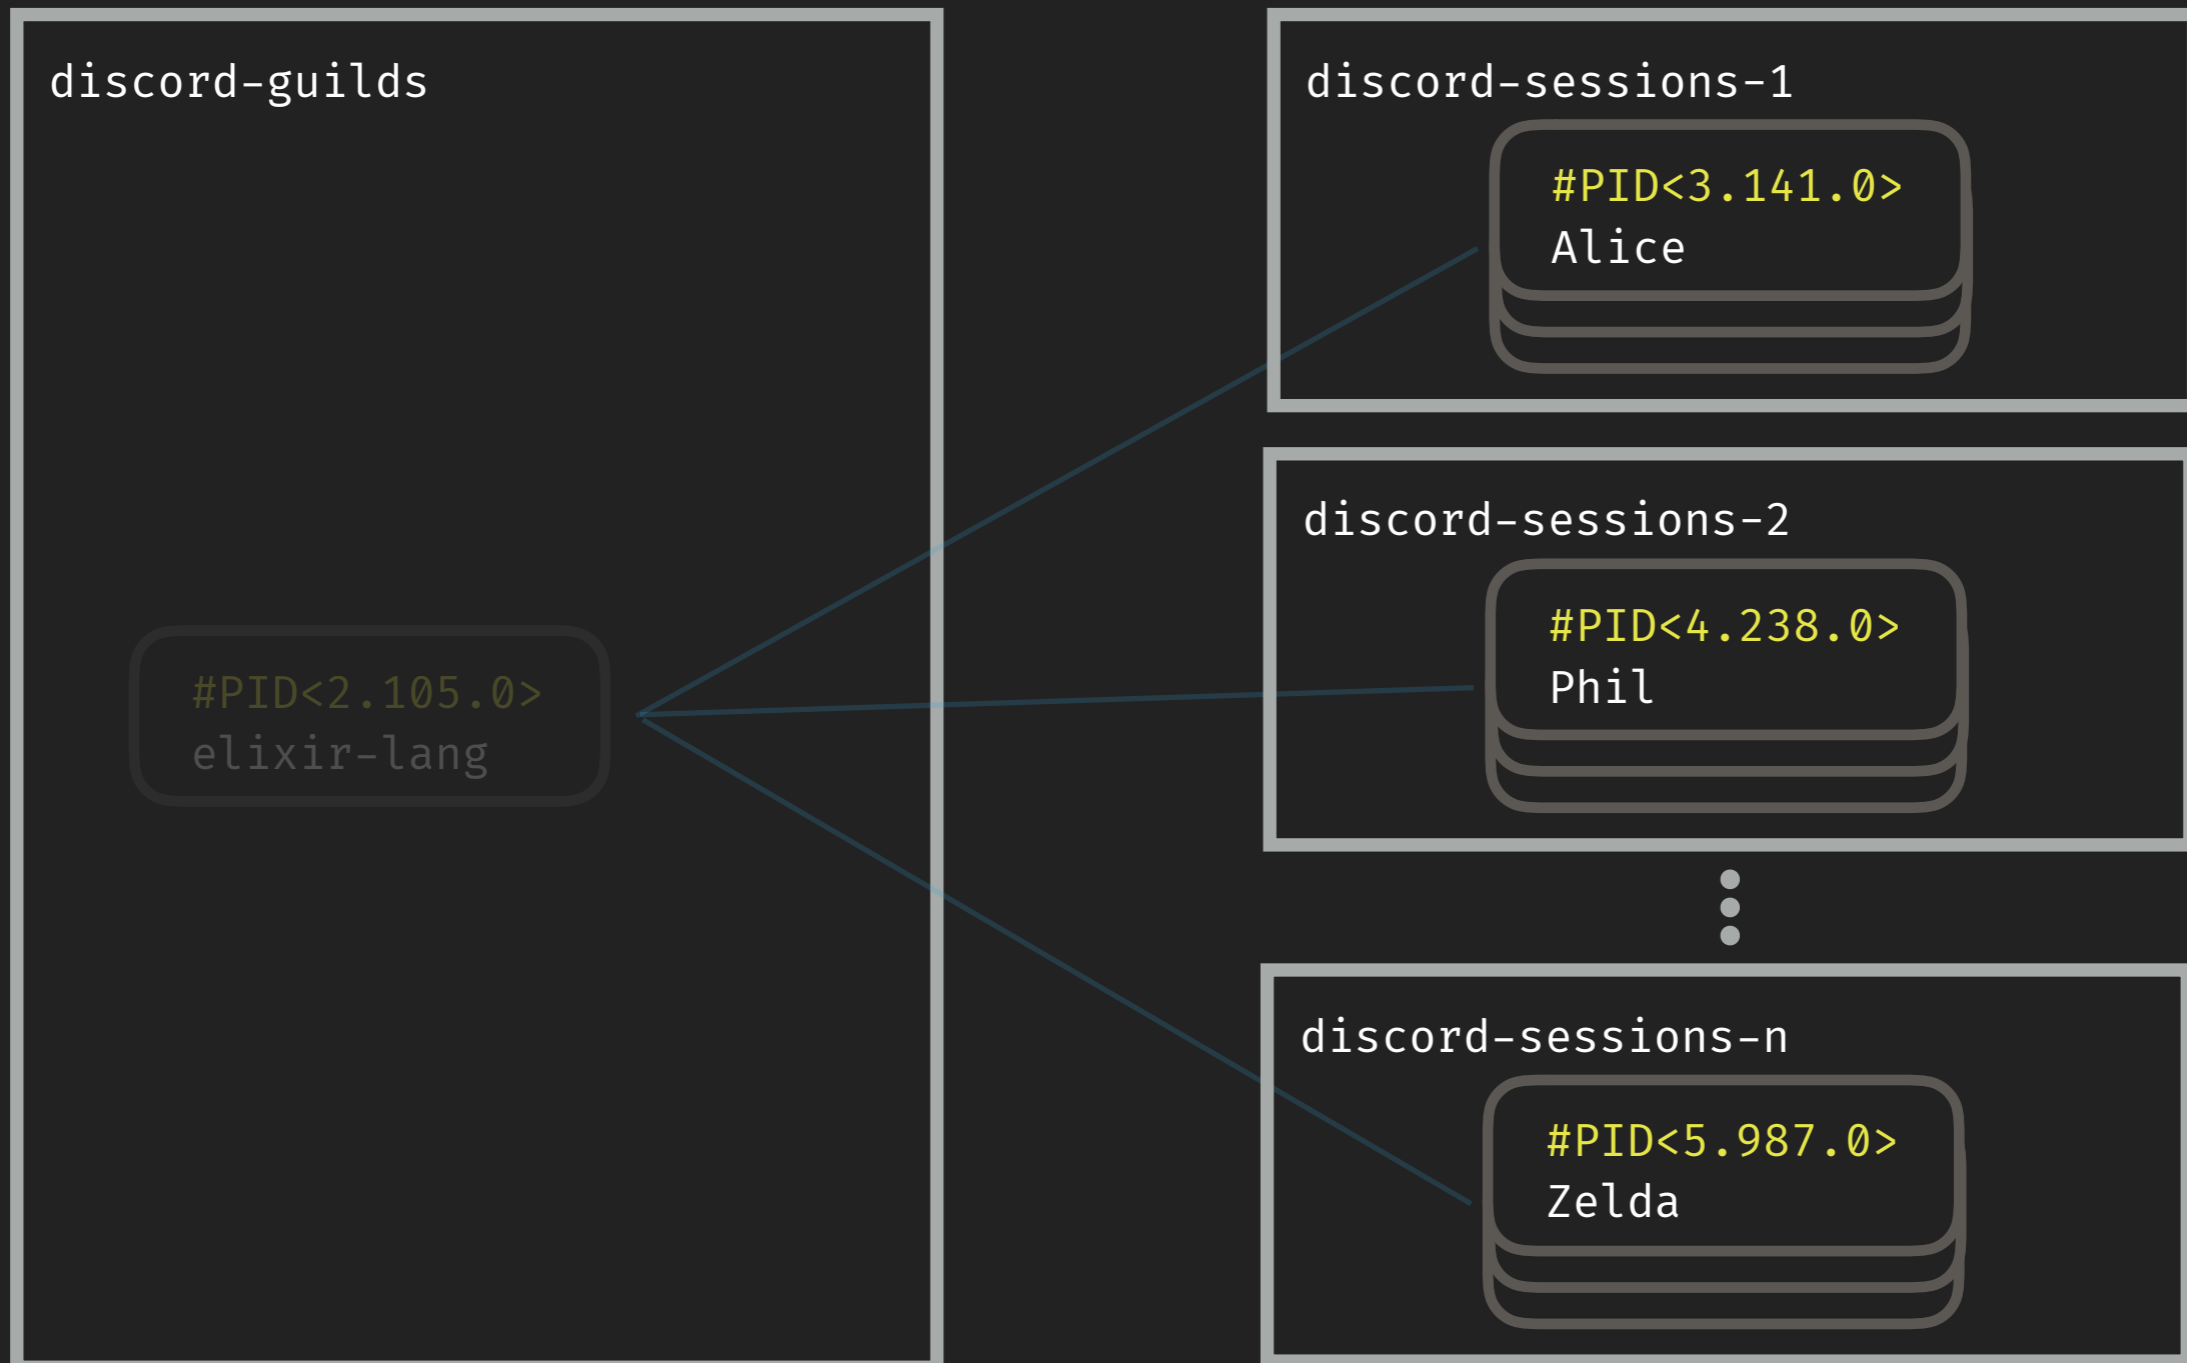 discord-guilds
#PID<2.105.0>
elixir-lang
discord-sessions-1
#PID<3.141.0>
Alice
discord-sessions-2
#PID<4.238.0>
Phil
discord-sessions-n
#PID<5.987.0>
Zelda